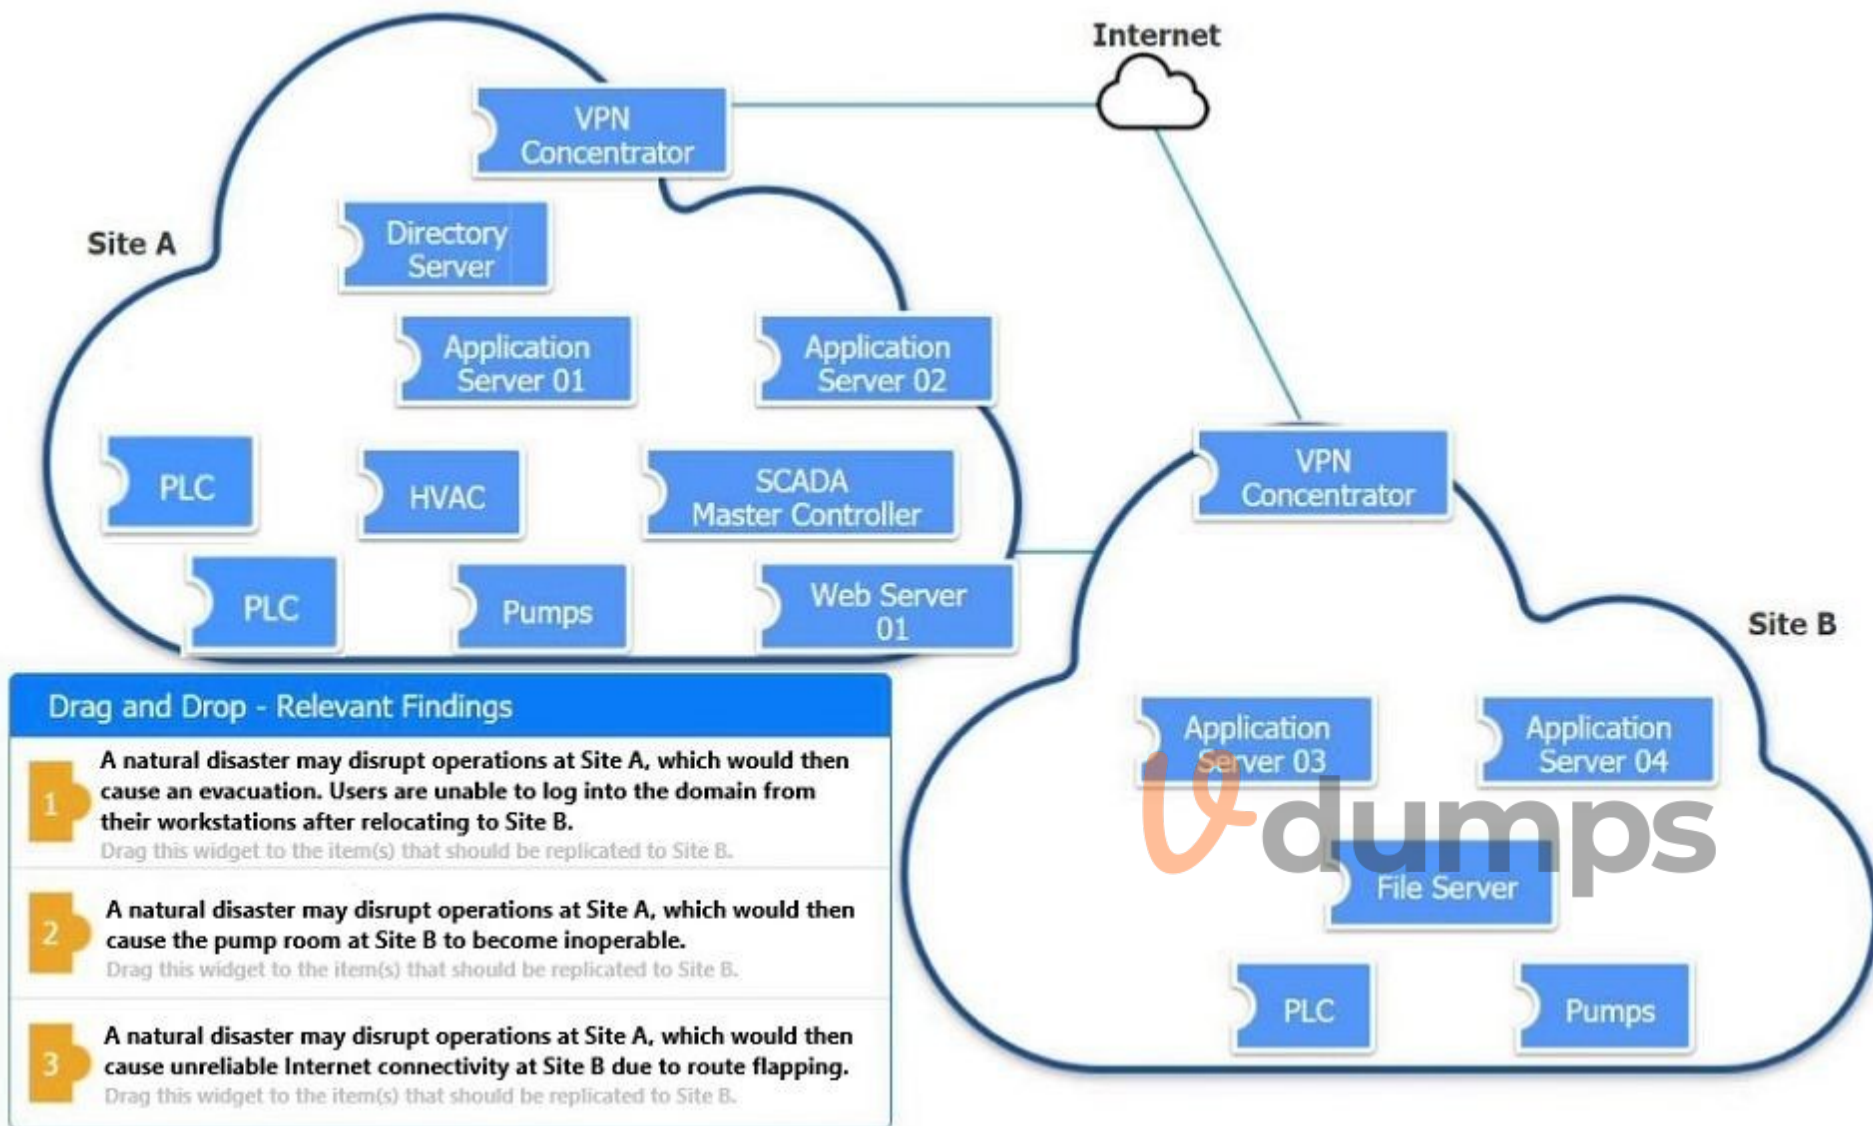 Internet
VPN
Concentrator
Site A
Directory
Server
Application
Server 01
Application
Server 02
PLC
HVAC
SCADA
Master Controller
VPN
Concentrator
PLC
Pumps
Web Server
01
Site B
Drag and Drop - Relevant Findings
1
A natural disaster may disrupt operations at Site A, which would then
cause an evacuation. Users are unable to log into the domain from
their workstations after relocating to Site B.
Drag this widget to the item(s) that should be replicated to Site B.
2
A natural disaster may disrupt operations at Site A, which would then
cause the pump room at Site B to become inoperable.
Drag this widget to the item(s) that should be replicated to Site B.
3
A natural disaster may disrupt operations at Site A, which would then
cause unreliable Internet connectivity at Site B due to route flapping.
Drag this widget to the item(s) that should be replicated to Site B.
Application
Server 03
Application
Server 04
Vdumps
File Server
PLC
Pumps